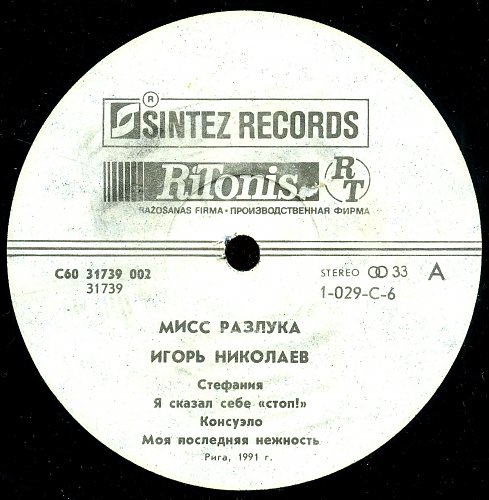 ®
SINTEZ RECORDS
RiTonis
RT
RAŽOŠANAS FIRMA • ПРОИЗВОДСТВЕННАЯ ФИРМА
С60 31739 002
31739
STEREO 33 A
1-029-C-6
МИСС РАЗЛУКА
ИГОРЬ НИКОЛАЕВ
Стефания
Я сказал себе «стоп!»
Консуэло
Моя последняя нежность
Рига, 1991 г.